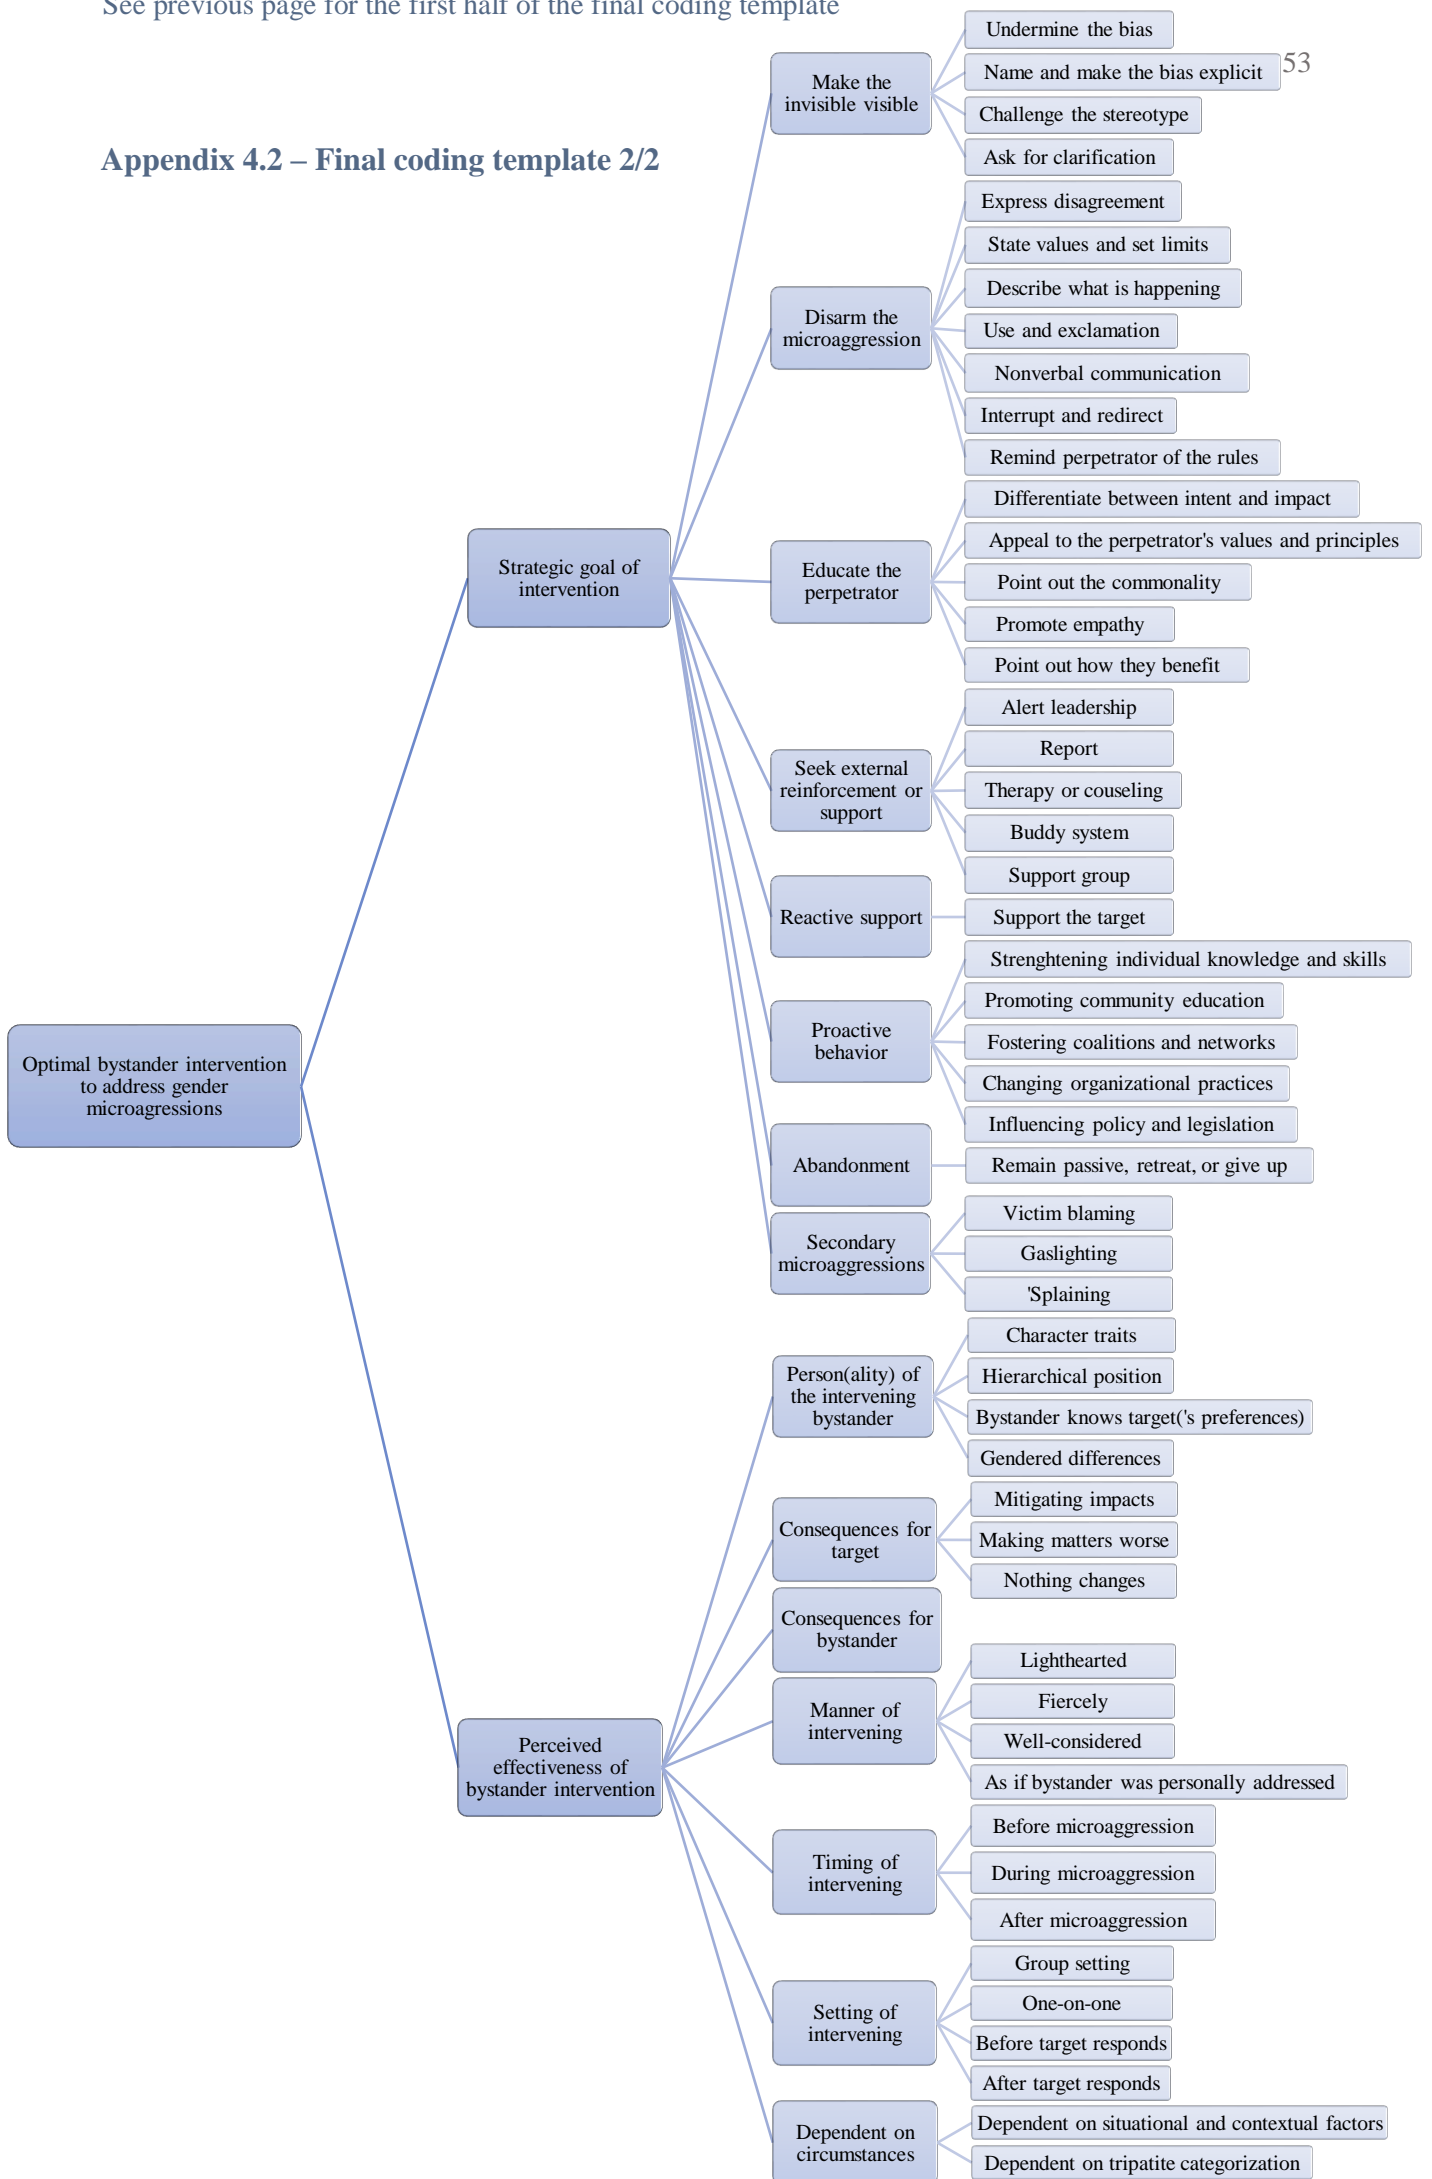 See previous page for the first half of the final coding template
53
Appendix 4.2 – Final coding template 2/2
Optimal bystander intervention
to address gender
microagressions
Strategic goal of
intervention
Make the
invisible visible
Undermine the bias
Name and make the bias explicit
Challenge the stereotype
Ask for clarification
Disarm the
microaggression
Express disagreement
State values and set limits
Describe what is happening
Use and exclamation
Nonverbal communication
Interrupt and redirect
Remind perpetrator of the rules
Educate the
perpetrator
Differentiate between intent and impact
Appeal to the perpetrator's values and principles
Point out the commonality
Promote empathy
Point out how they benefit
Seek external
reinforcement or
support
Alert leadership
Report
Therapy or couseling
Buddy system
Support group
Reactive support
Support the target
Proactive
behavior
Strenghtening individual knowledge and skills
Promoting community education
Fostering coalitions and networks
Changing organizational practices
Influencing policy and legislation
Abandonment
Remain passive, retreat, or give up
Secondary
microaggressions
Victim blaming
Gaslighting
'Splaining
Perceived
effectiveness of
bystander intervention
Person(ality) of
the intervening
bystander
Character traits
Hierarchical position
Bystander knows target('s preferences)
Gendered differences
Consequences for
target
Mitigating impacts
Making matters worse
Nothing changes
Consequences for
bystander
Manner of
intervening
Lighthearted
Fiercely
Well-considered
As if bystander was personally addressed
Timing of
intervening
Before microaggression
During microaggression
After microaggression
Setting of
intervening
Group setting
One-on-one
Before target responds
After target responds
Dependent on
circumstances
Dependent on situational and contextual factors
Dependent on tripatite categorization